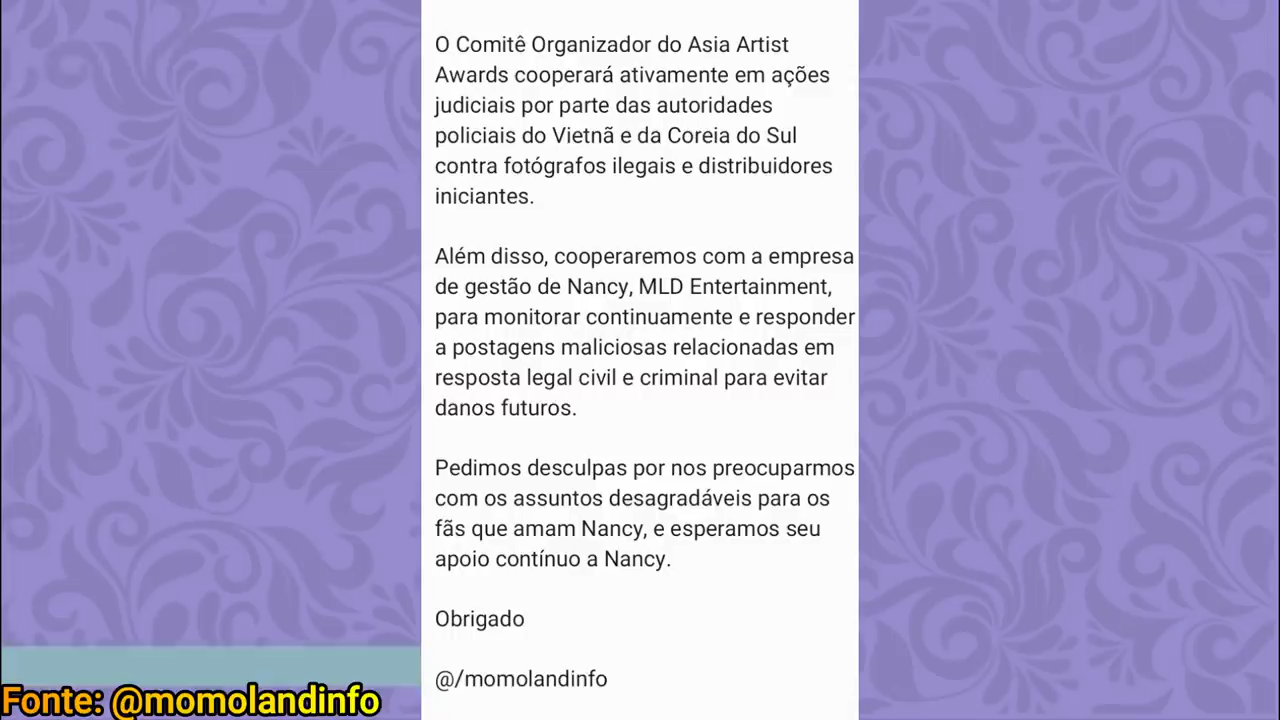 O Comitê Organizador do Asia Artist
Awards cooperará ativamente em ações
judiciais por parte das autoridades
policiais do Vietnã e da Coreia do Sul
contra fotógrafos ilegais e distribuidores
iniciantes.
Além disso, cooperaremos com a empresa
de gestão de Nancy, MLD Entertainment,
para monitorar continuamente e responder
a postagens maliciosas relacionadas em
resposta legal civil e criminal para evitar
danos futuros.
Pedimos desculpas por nos preocuparmos
com os assuntos desagradáveis para os
fãs que amam Nancy, e esperamos seu
apoio contínuo a Nancy.
Obrigado
@/momolandinfo
Fonte: @momolandinfo